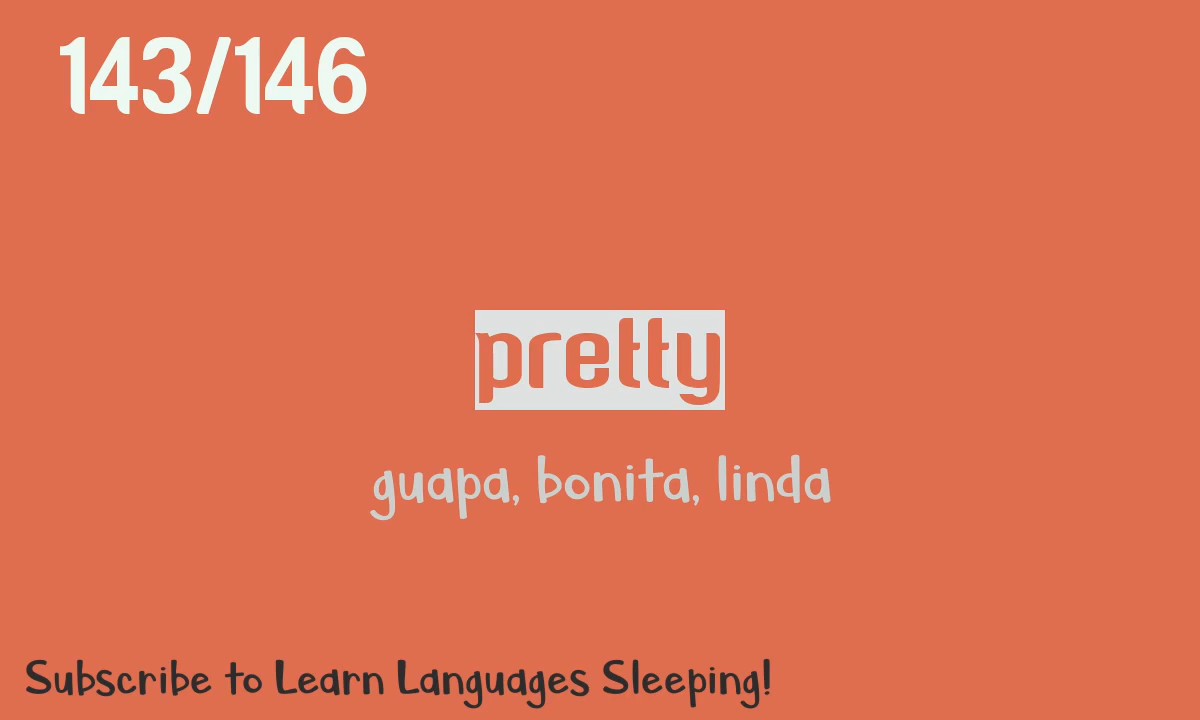 143/146
pretty
guapa, bonita, linda
Subscribe to Learn Languages Sleeping!